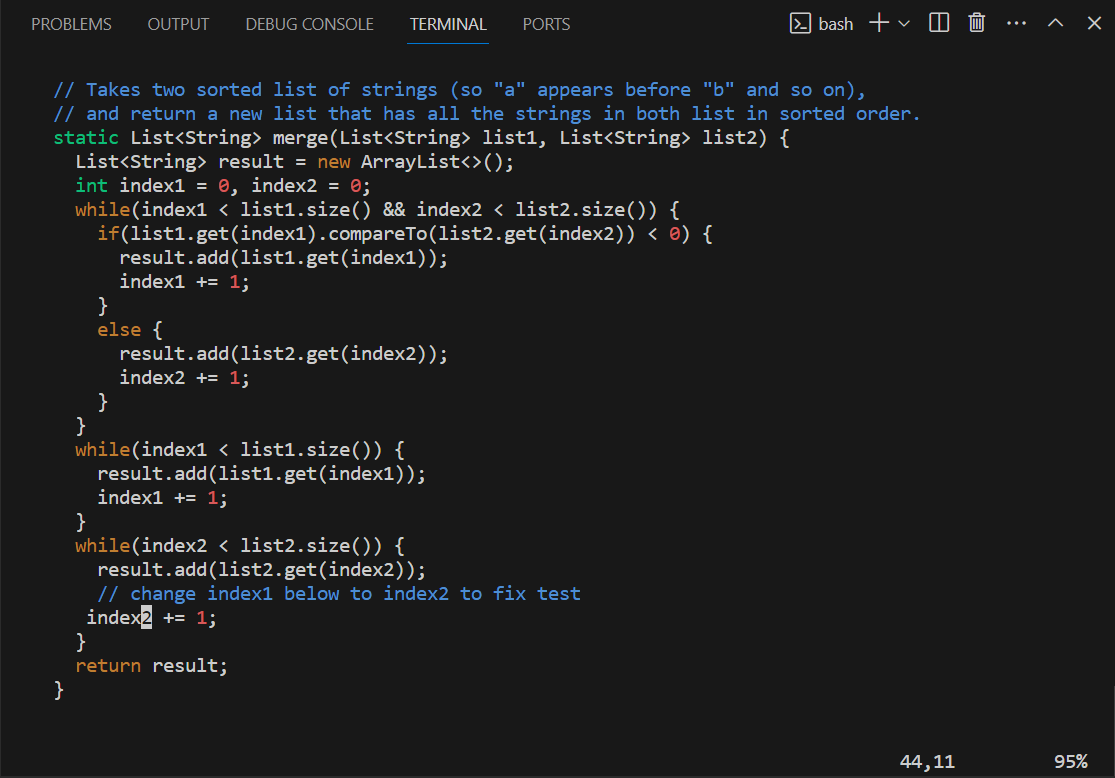 PROBLEMS OUTPUT DEBUG CONSOLE TERMINAL PORTS bash
// Takes two sorted list of strings (so "a" appears before "b" and so on),
// and return a new list that has all the strings in both list in sorted order.
static List<String> merge(List<String> list1, List<String> list2) {
  List<String> result = new ArrayList<>();
  int index1 = 0, index2 = 0;
  while(index1 < list1.size() && index2 < list2.size()) {
    if(list1.get(index1).compareTo(list2.get(index2)) < 0) {
      result.add(list1.get(index1));
      index1 += 1;
    }
    else {
      result.add(list2.get(index2));
      index2 += 1;
    }
  }
  while(index1 < list1.size()) {
    result.add(list1.get(index1));
    index1 += 1;
  }
  while(index2 < list2.size()) {
    result.add(list2.get(index2));
    // change index1 below to index2 to fix test
   index2 += 1;
  }
  return result;
}
44,11 95%